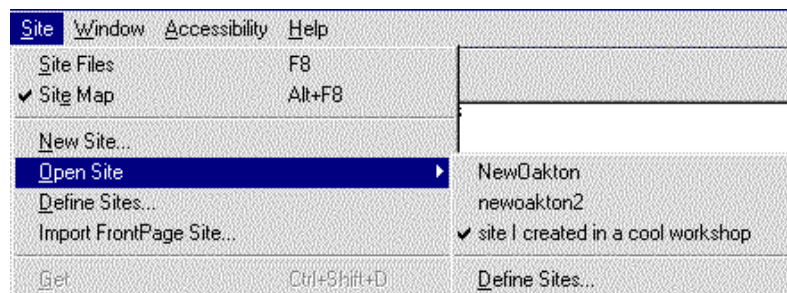 Site Window Accessibility Help
Site Files F8
✔ Site Map Alt+F8
New Site...
Open Site
NewOakton
Define Sites...
newoakton2
Import FrontPage Site...
✔ site I created in a cool workshop
Get Ctrl+Shift+D
Define Sites...